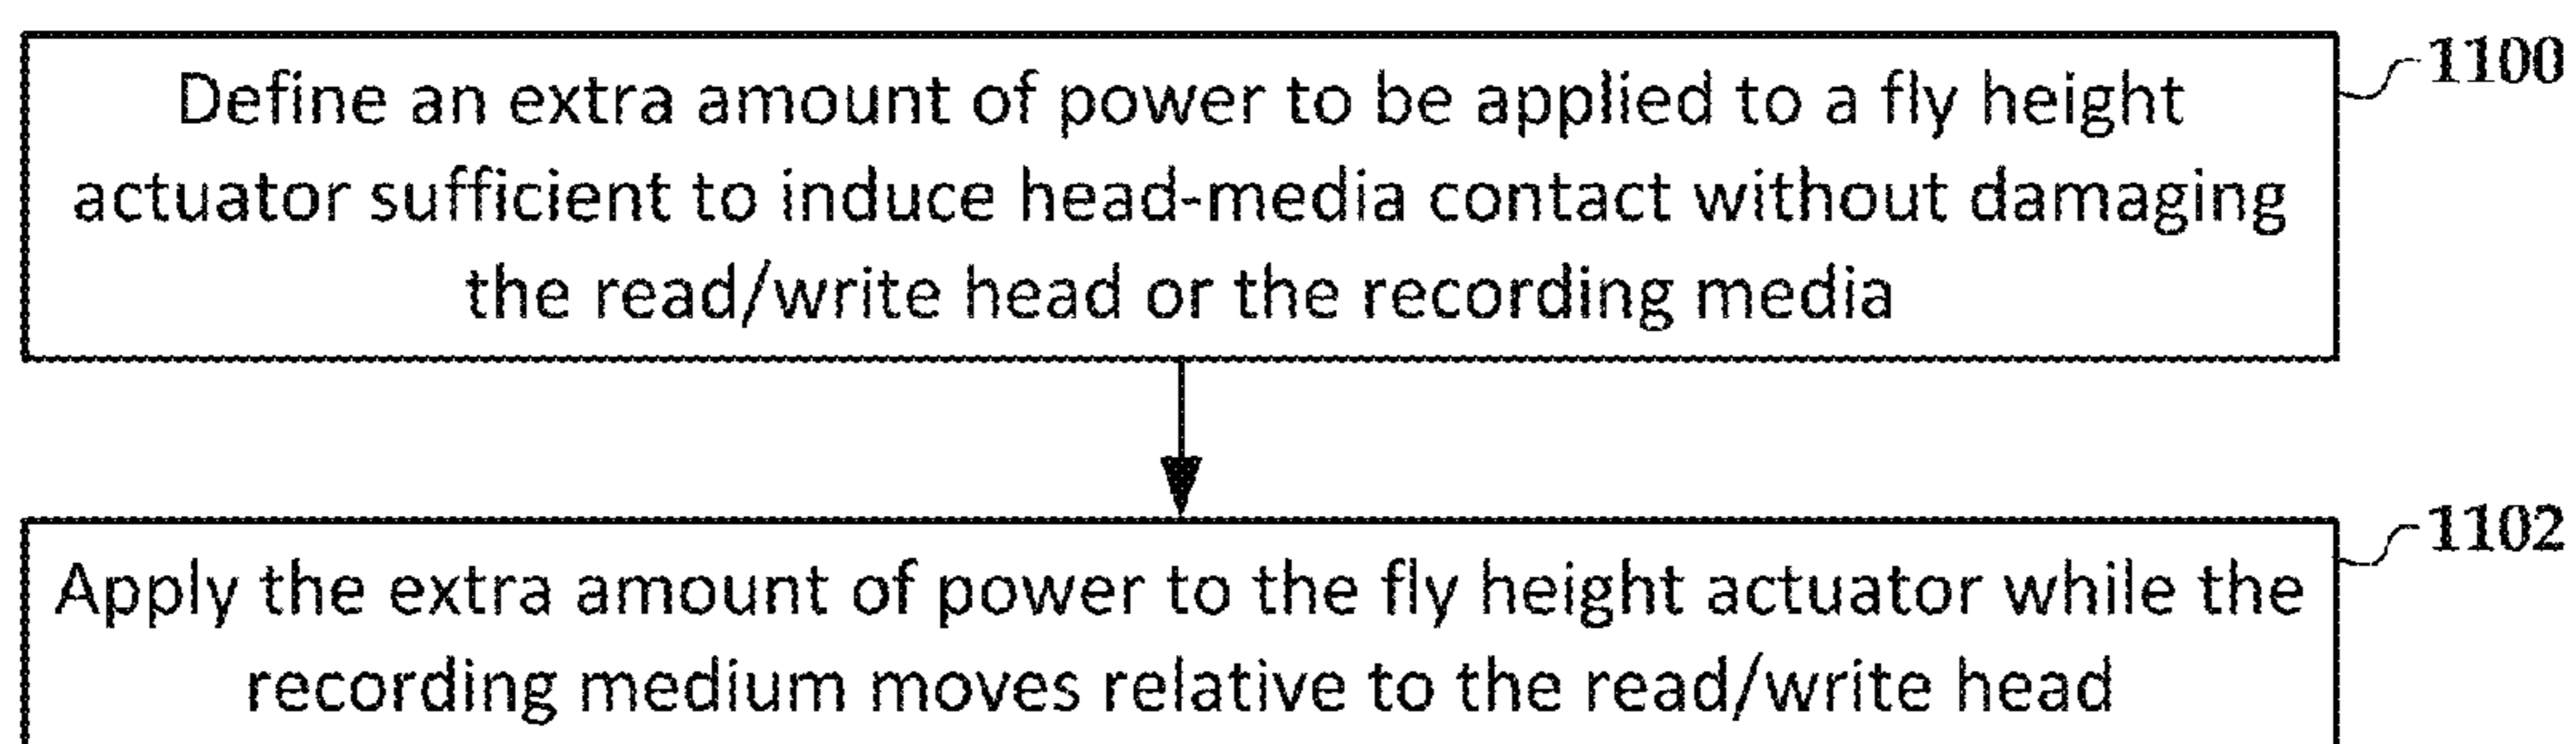 Define an extra amount of power to be applied to a fly height
actuator sufficient to induce head-media contact without damaging
the read/write head or the recording media
1100
Apply the extra amount of power to the fly height actuator while the
recording medium moves relative to the read/write head
1102